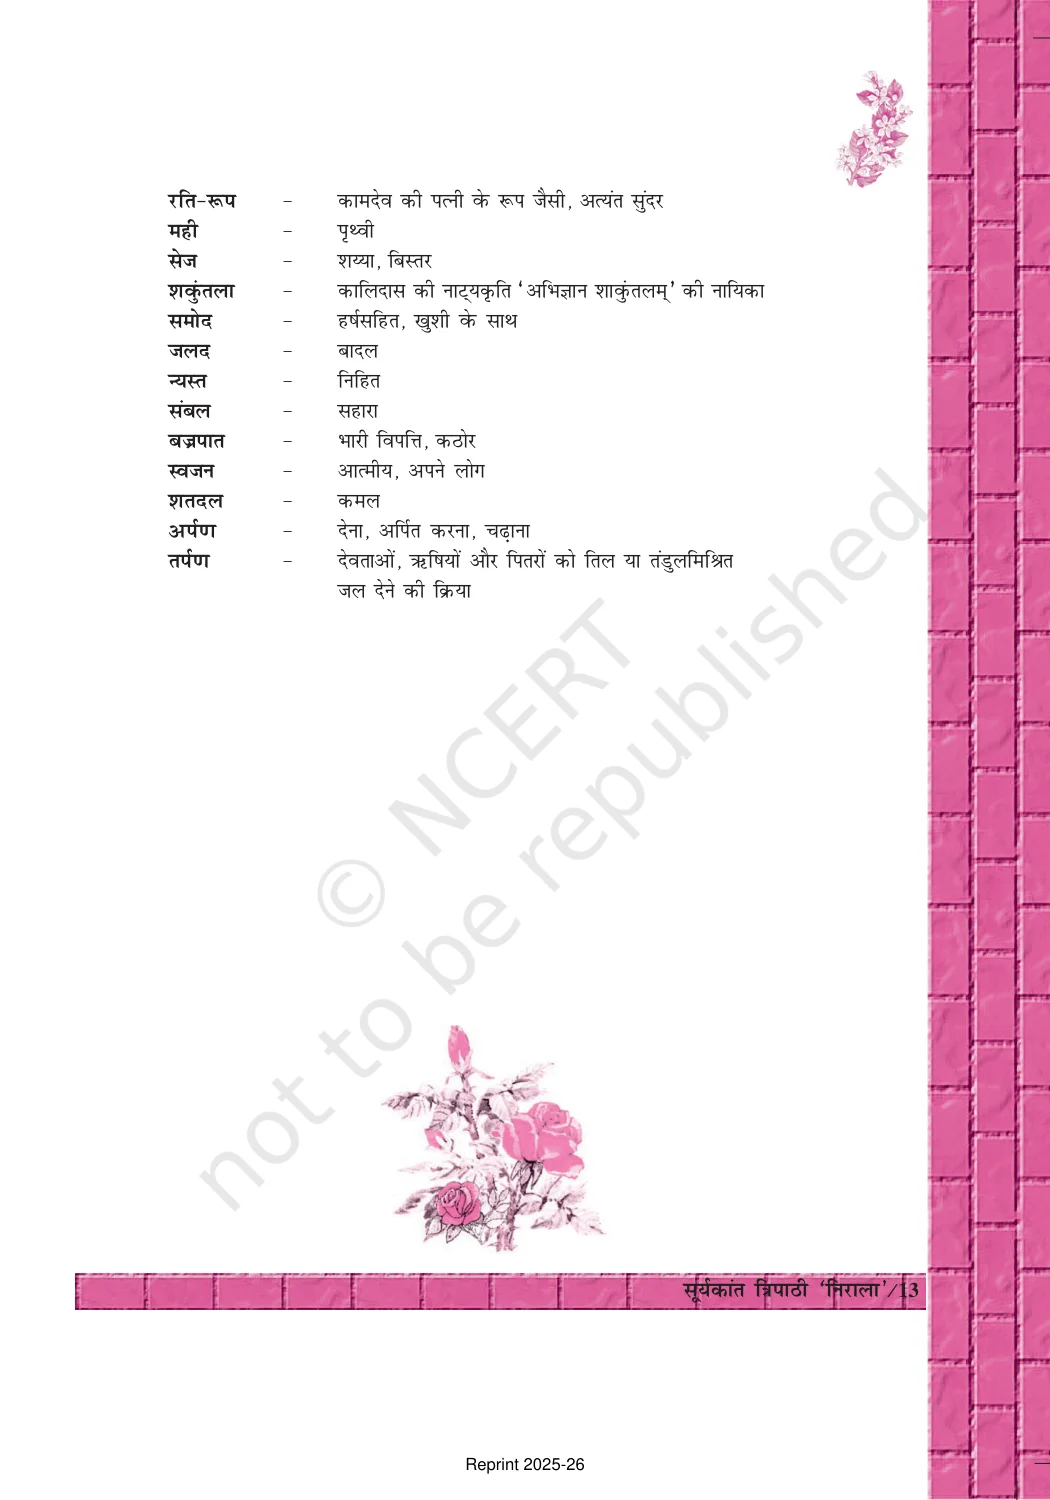 रति-रूप – कामदेव की पत्नी के रूप जैसी, अत्यंत सुंदर
मही – पृथ्वी
सेज – शय्या, बिस्तर
शकुंतला – कालिदास की नाट्यकृति ‘अभिज्ञान शाकुंतलम्’ की नायिका
समोद – हर्षसहित, खुशी के साथ
जलद – बादल
न्यस्त – निहित
संबल – सहारा
बज्रपात – भारी विपत्ति, कठोर
स्वजन – आत्मीय, अपने लोग
शतदल – कमल
अर्पण – देना, अर्पित करना, चढ़ाना
तर्पण – देवताओं, ऋषियों और पितरों को तिल या तंडुलमिश्रित
जल देने की क्रिया
© NCERT
not to be republished
सूर्यकांत त्रिपाठी ‘निराला’/13
Reprint 2025-26